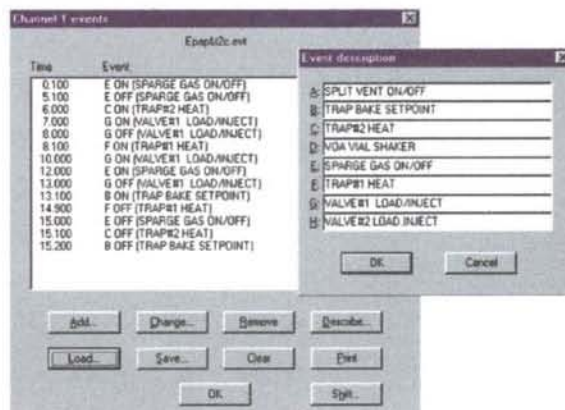 Channel 1 events
Epaptr2c.evt
Time Event
0.100 E ON (SPARGE GAS ON/OFF)
5.100 E OFF (SPARGE GAS ON/OFF)
6.000 C ON (TRAP#2 HEAT)
7.000 G ON (VALVE#1 LOAD/INJECT)
8.000 G OFF (VALVE#1 LOAD/INJECT)
8.100 F ON (TRAP#1 HEAT)
10.000 G ON (VALVE#1 LOAD/INJECT)
12.000 E ON (SPARGE GAS ON/OFF)
13.000 G OFF (VALVE#1 LOAD/INJECT)
13.100 B ON (TRAP BAKE SETPOINT)
14.900 F OFF (TRAP#1 HEAT)
15.000 E OFF (SPARGE GAS ON/OFF)
15.100 C OFF (TRAP#2 HEAT)
15.200 B OFF (TRAP BAKE SETPOINT)
Add... Change... Remove Describe...
Load... Save... Clear Print
OK Shift...
Event description
A: SPLIT VENT ON/OFF
B: TRAP BAKE SETPOINT
C: TRAP#2 HEAT
D: VOA VIAL SHAKER
E: SPARGE GAS ON/OFF
F: TRAP#1 HEAT
G: VALVE#1 LOAD/INJECT
H: VALVE#2 LOAD INJECT
OK Cancel